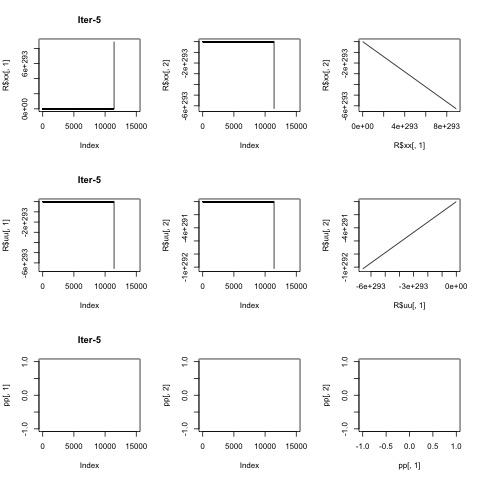 Iter-5
R$xx[, 1]
0e+00 6e+293
0 5000 10000 15000
Index
R$xx[, 2]
-6e+293 -2e+293
0 5000 10000 15000
Index
R$xx[, 2]
-6e+293 -2e+293
0e+00 4e+293 8e+293
R$xx[, 1]
Iter-5
R$uu[, 1]
-6e+293 -2e+293
0 5000 10000 15000
Index
R$uu[, 2]
-1e+292 -4e+291
0 5000 10000 15000
Index
R$uu[, 2]
-1e+292 -4e+291
-6e+293 -3e+293 0e+00
R$uu[, 1]
Iter-5
pp[, 1]
-1.0 0.0 1.0
0 5000 10000 15000
Index
pp[, 2]
-1.0 0.0 1.0
0 5000 10000 15000
Index
pp[, 2]
-1.0 0.0 1.0
-1.0 -0.5 0.0 0.5 1.0
pp[, 1]